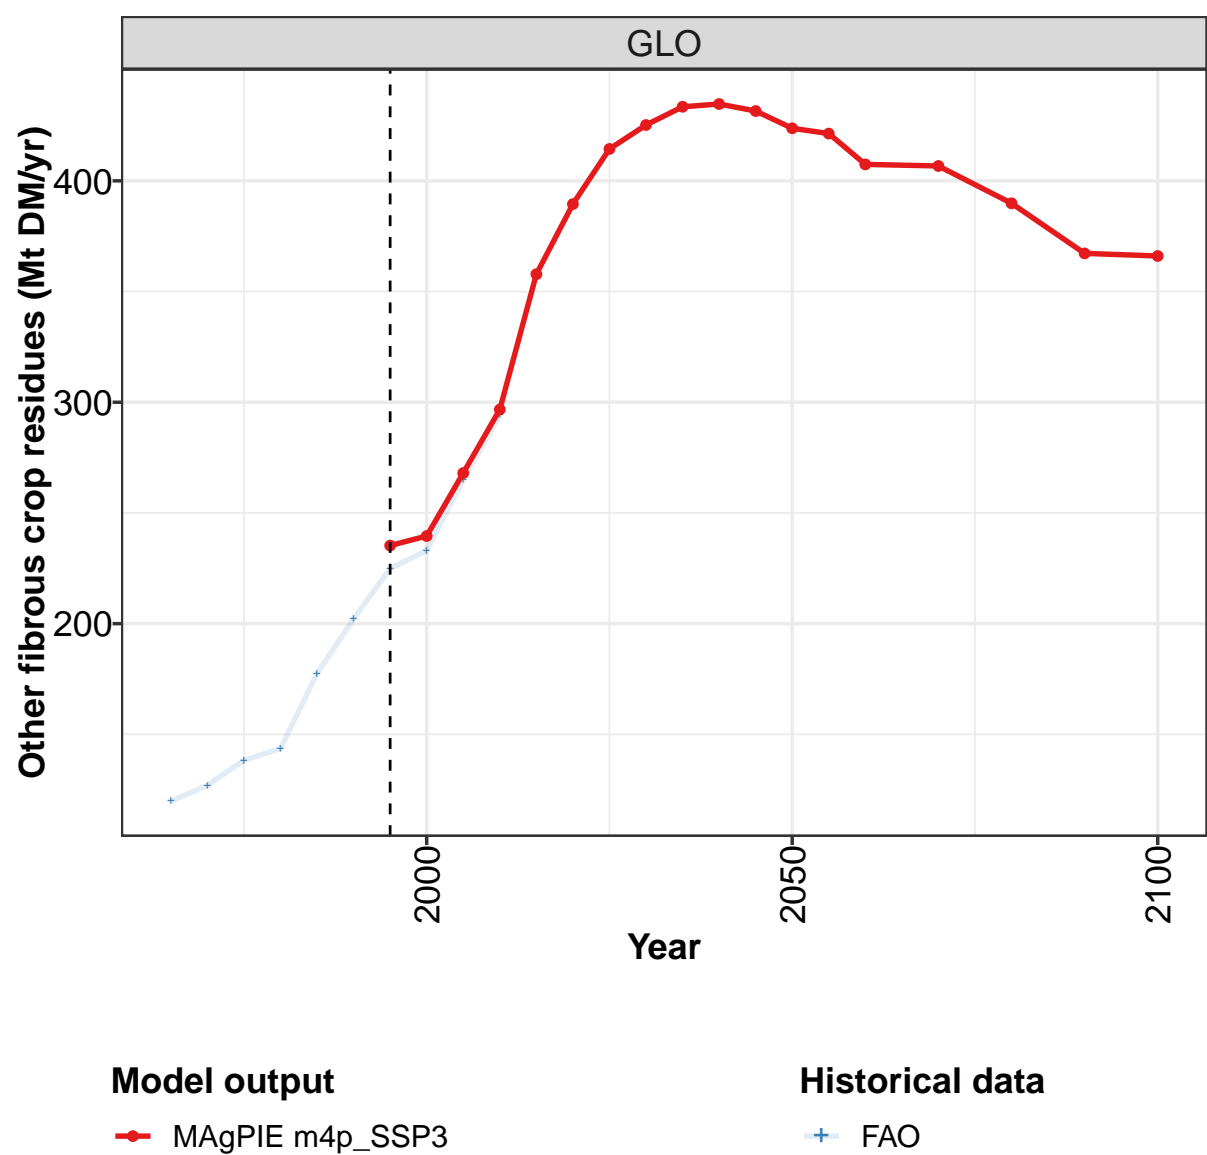 GLO
Other fibrous crop residues (Mt DM/yr)
400
300
200
2000
2050
2100
Year
Model output
MAgPIE m4p_SSP3
Historical data
FAO